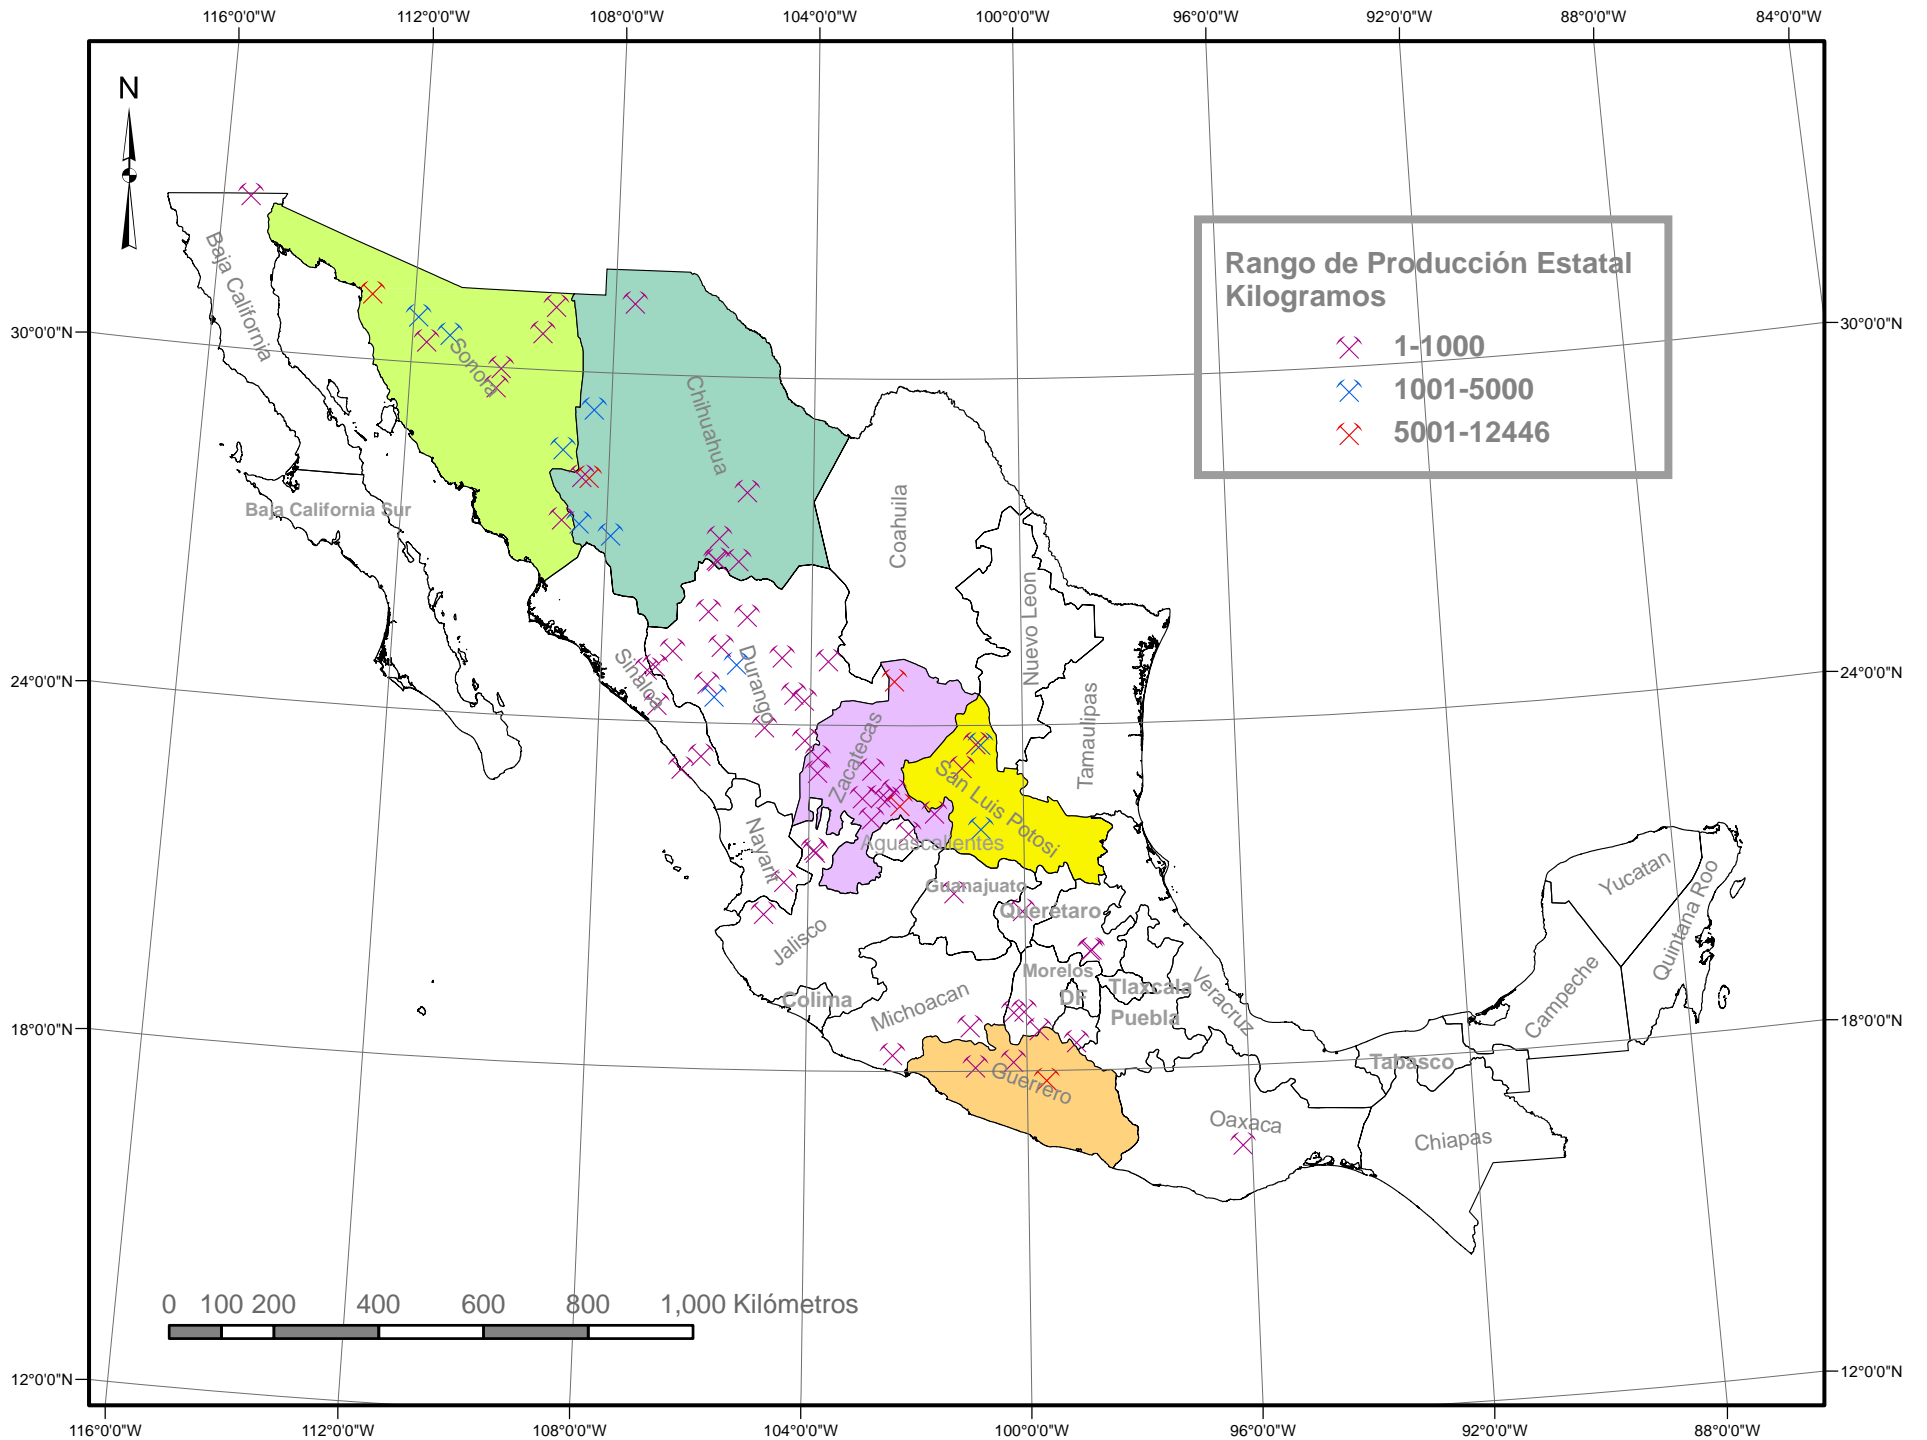 116°0'0"W 112°0'0"W 108°0'0"W 104°0'0"W 100°0'0"W 96°0'0"W 92°0'0"W 88°0'0"W 84°0'0"W
N
Rango de Producción Estatal
Kilogramos
1-1000
1001-5000
5001-12446
30°0'0"N
30°0'0"N
24°0'0"N
24°0'0"N
18°0'0"N
18°0'0"N
12°0'0"N
12°0'0"N
Baja California
Sonora
Chihuahua
Baja California Sur
Coahuila
Nuevo Leon
Tamaulipas
Sinaloa
Durango
Zacatecas
San Luis Potosi
Nayarit
Aguascalientes
Guanajuato
Querétaro
Jalisco
Colima
Michoacan
Morelos
DF
Tlaxcala
Puebla
Veracruz
Guerrero
Oaxaca
Tabasco
Chiapas
Campeche
Yucatan
Quintana Roo
0 100 200 400 600 800 1,000 Kilómetros
116°0'0"W 112°0'0"W 108°0'0"W 104°0'0"W 100°0'0"W 96°0'0"W 92°0'0"W 88°0'0"W